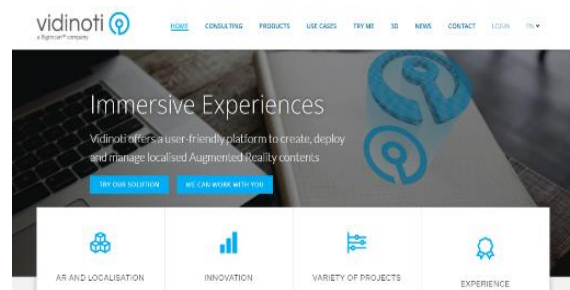 vidinoti
a Bigtincan™ company
HOME CONSULTING PRODUCTS USE CASES TRY ME 3D NEWS CONTACT LOGIN EN
Immersive Experiences
Vidinoti offers a user-friendly platform to create, deploy
and manage localised Augmented Reality contents
TRY OUR SOLUTION WE CAN WORK WITH YOU
AR AND LOCALISATION INNOVATION VARIETY OF PROJECTS EXPERIENCE